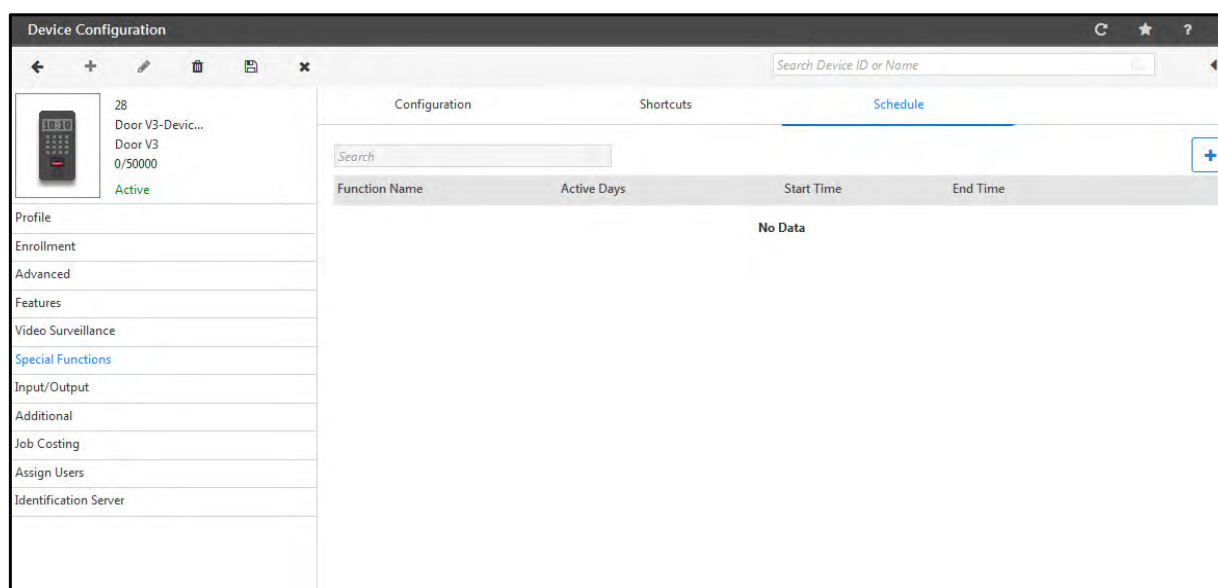 Device Configuration
Search Device ID or Name
28
Door V3-Devic...
Door V3
0/50000
Active
Profile
Enrollment
Advanced
Features
Video Surveillance
Special Functions
Input/Output
Additional
Job Costing
Assign Users
Identification Server
Configuration Shortcuts Schedule
Search
Function Name Active Days Start Time End Time
No Data